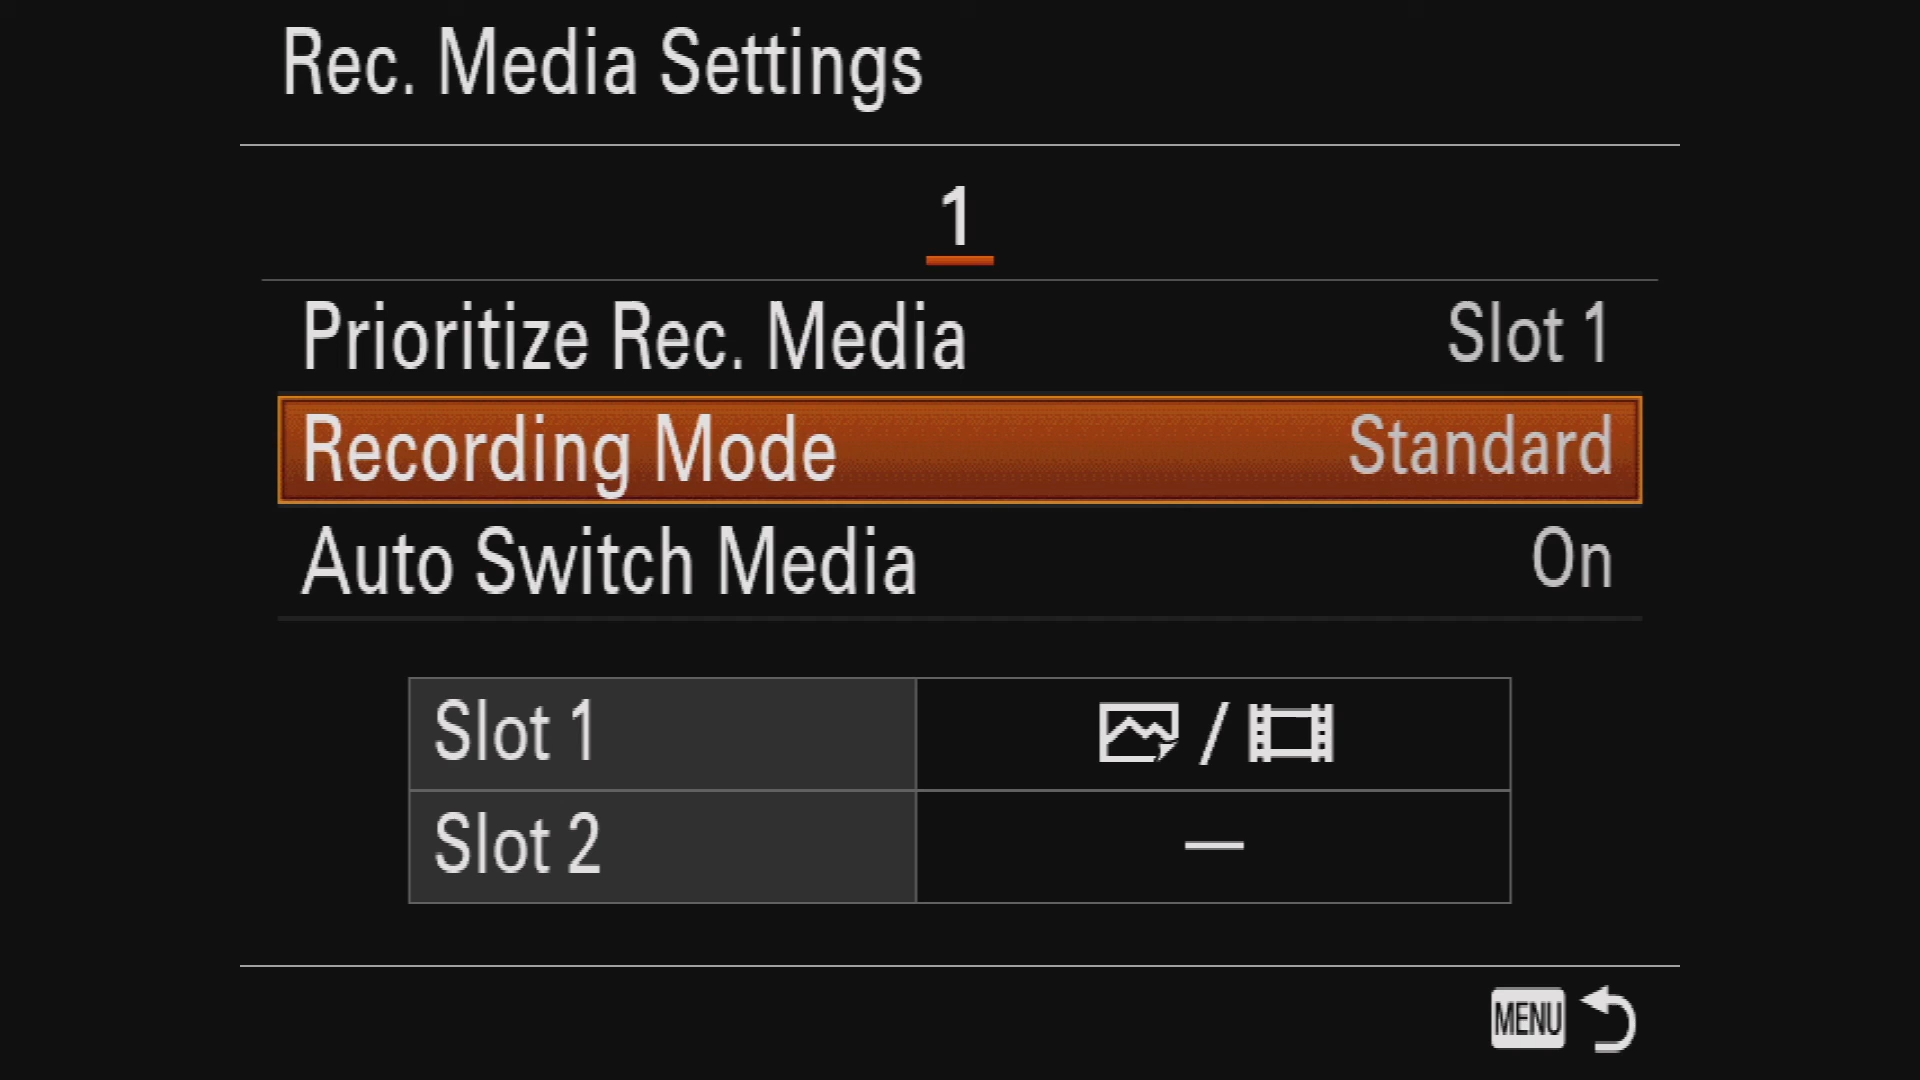 Rec. Media Settings
1
Prioritize Rec. Media Slot 1
Recording Mode Standard
Auto Switch Media On
Slot 1 /
Slot 2 —
MENU